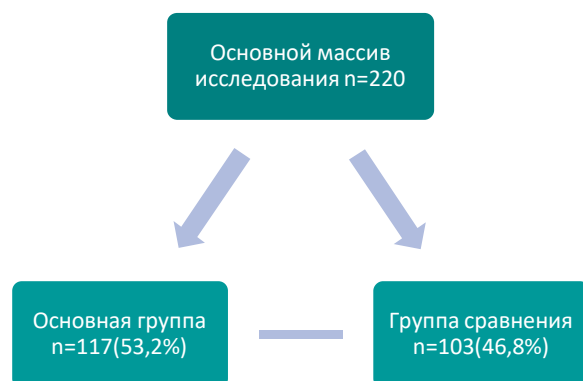 Основной массив
исследования n=220
Основная группа
n=117(53,2%)
Группа сравнения
n=103(46,8%)